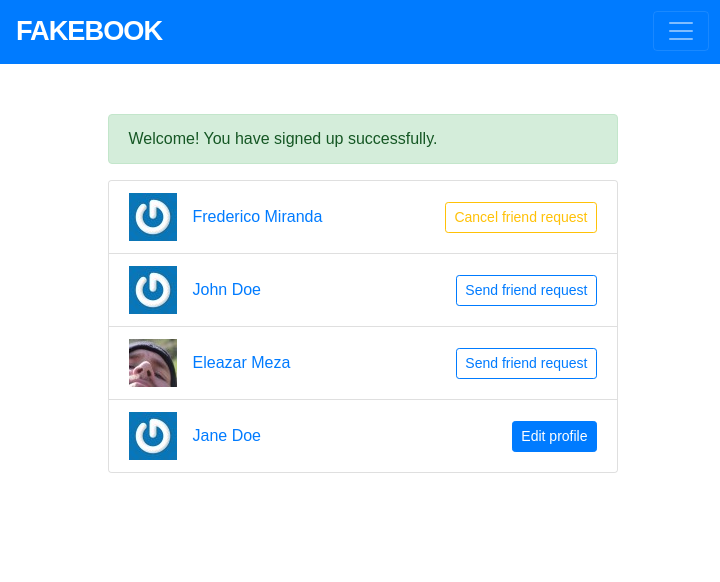 FAKEBOOK
Welcome! You have signed up successfully.
Frederico Miranda Cancel friend request
John Doe Send friend request
Eleazar Meza Send friend request
Jane Doe Edit profile